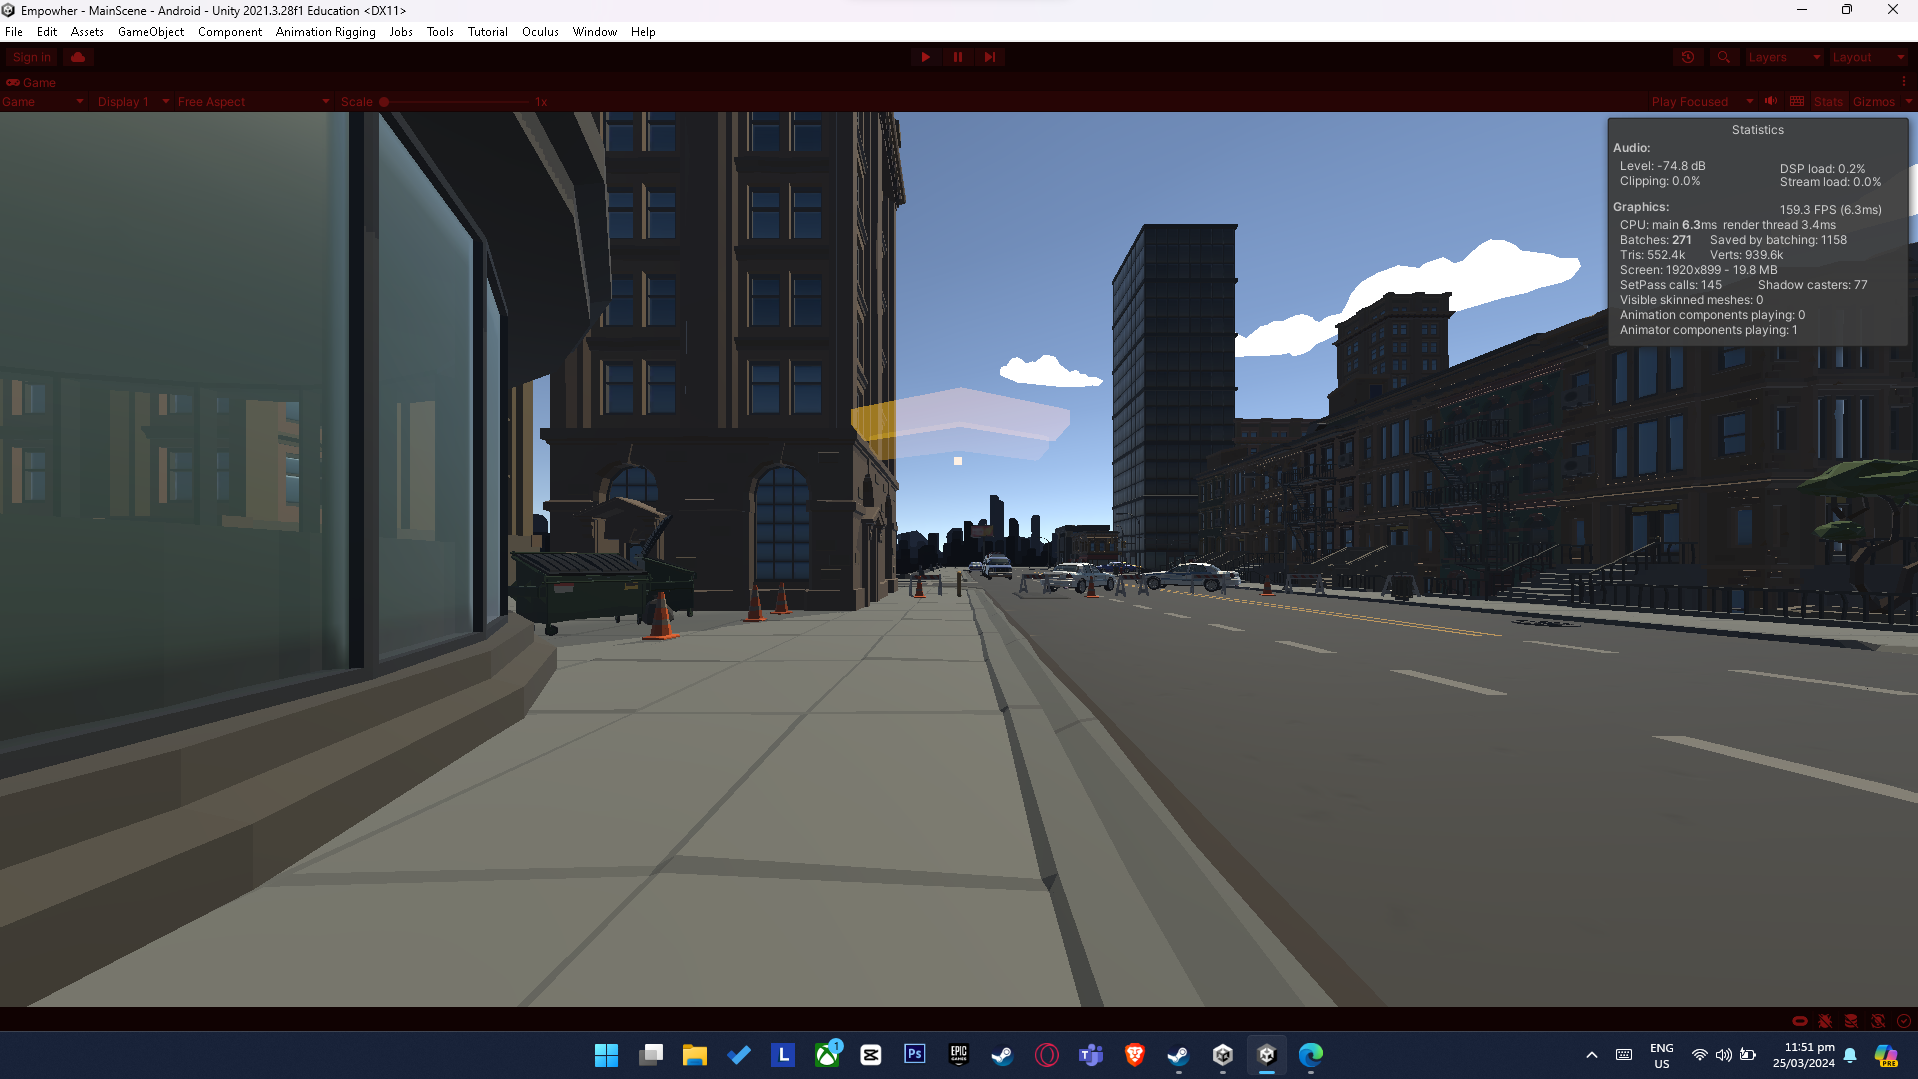 Empowher - MainScene - Android - Unity 2021.3.28f1 Education <DX11>
File Edit Assets GameObject Component Animation Rigging Jobs Tools Tutorial Oculus Window Help
Sign in Layers Layout
Game
Game Display 1 Free Aspect Scale 1x Play Focused Stats Gizmos
Statistics
Audio:
Level: -74.8 dB DSP load: 0.2%
Clipping: 0.0% Stream load: 0.0%
Graphics: 159.3 FPS (6.3ms)
CPU: main 6.3ms render thread 3.4ms
Batches: 271 Saved by batching: 1158
Tris: 552.4k Verts: 939.6k
Screen: 1920x899 - 19.8 MB
SetPass calls: 145 Shadow casters: 77
Visible skinned meshes: 0
Animation components playing: 0
Animator components playing: 1
L 1 Ps EPIC GAMES T ENG US 11:51 pm 25/03/2024 PRE